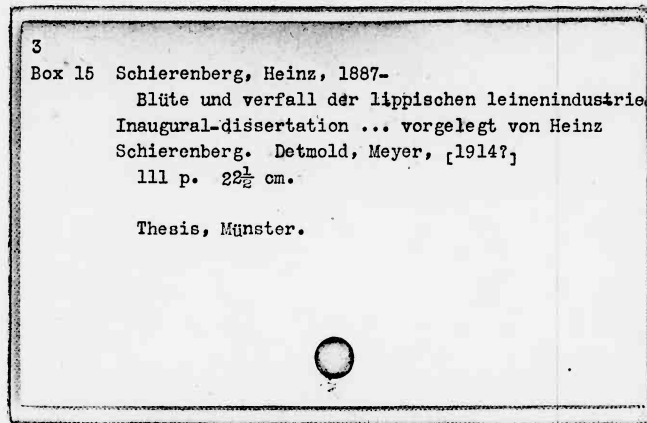 3
Box 15 Schierenberg, Heinz, 1887-
Blüte und verfall der lippischen leinenindustrie
Inaugural-dissertation ... vorgelegt von Heinz
Schierenberg. Detmold, Meyer, [1914?]
111 p. 22½ cm.
Thesis, Münster.